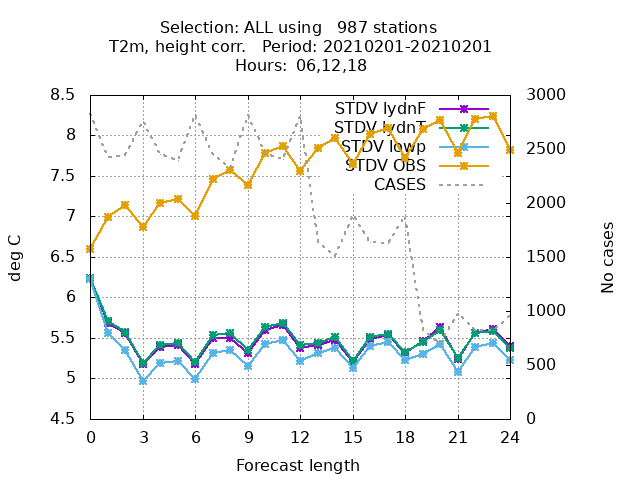 Selection: ALL using   987 stations
T2m, height corr.   Period: 20210201-20210201
Hours:  06,12,18
STDV lydnF
STDV lydnT
STDV lowp
STDV OBS
CASES
8.5
8
7.5
7
6.5
6
5.5
5
4.5
3000
2500
2000
1500
1000
500
0
deg C
No cases
0 3 6 9 12 15 18 21 24
Forecast length